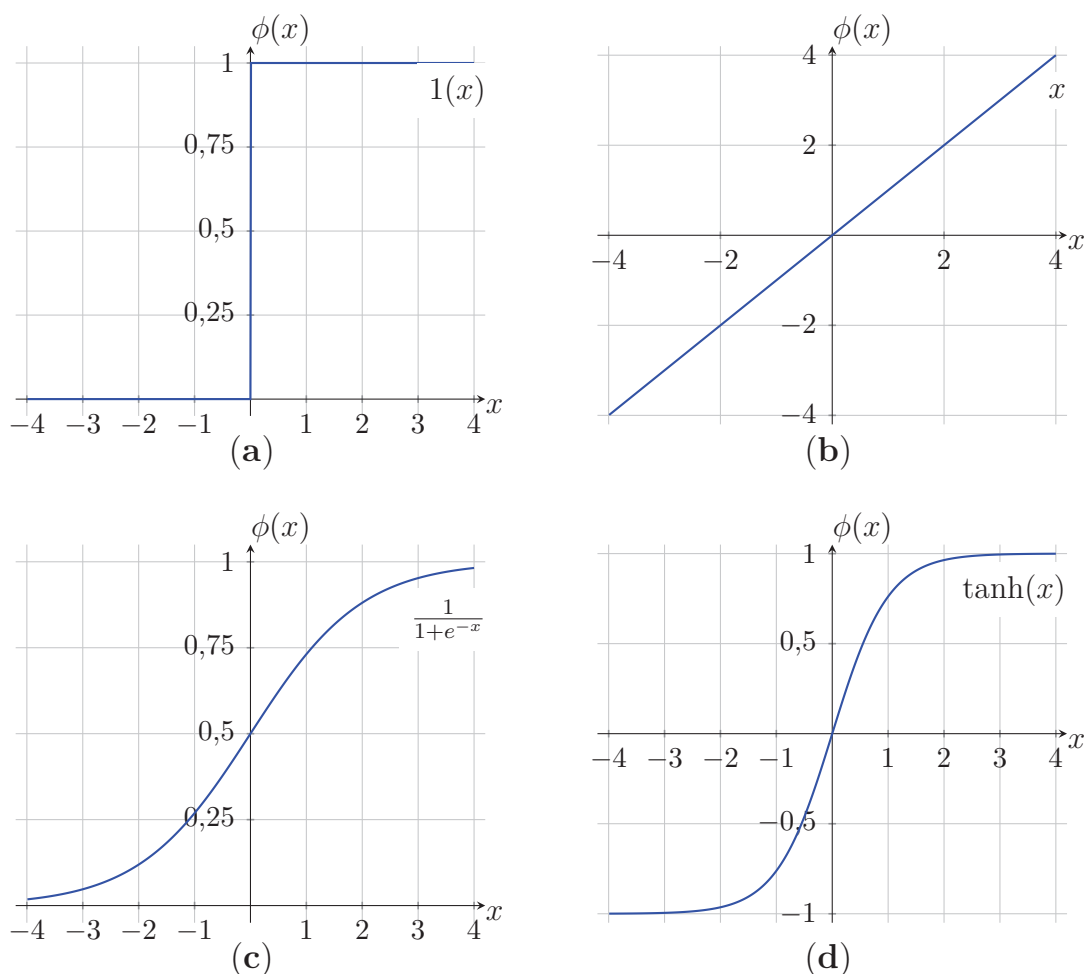 ϕ(x)
1
1(x)
0,75
0,5
0,25
x
−4 −3 −2 −1 1 2 3 4
(a)
ϕ(x)
4
x
2
x
−4 −2 2 4
−2
−4
(b)
ϕ(x)
1
1
1+e^{−x}
0,75
0,5
0,25
x
−4 −3 −2 −1 1 2 3 4
(c)
ϕ(x)
1
tanh(x)
0,5
x
−4 −3 −2 −1 1 2 3 4
−0,5
−1
(d)